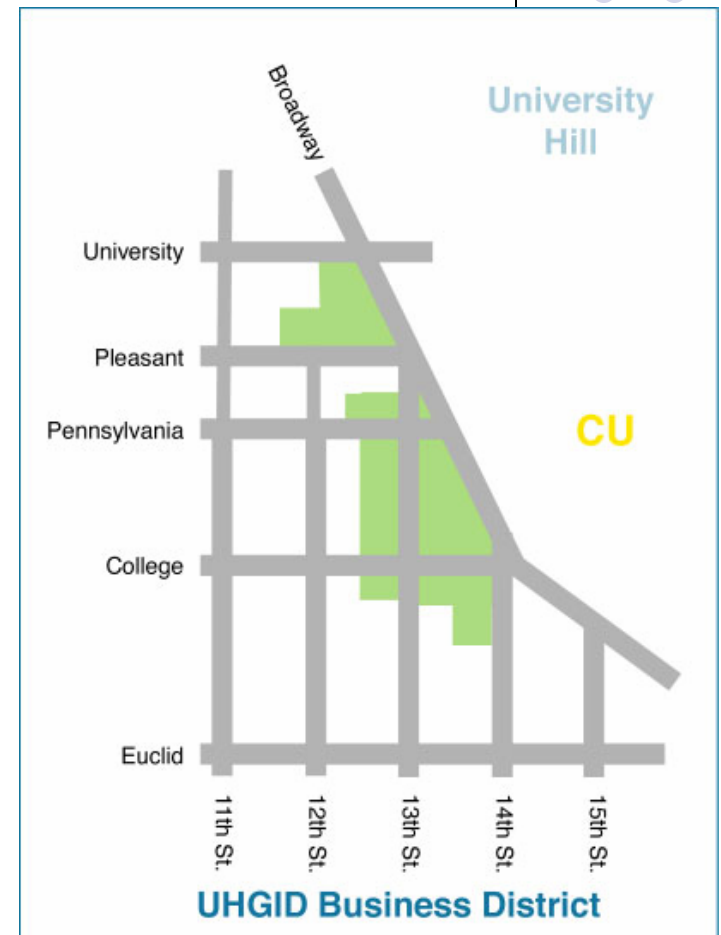 Broadway
University
Hill
University
Pleasant
Pennsylvania
CU
College
Euclid
11th St.
12th St.
13th St.
14th St.
15th St.
UHGID Business District